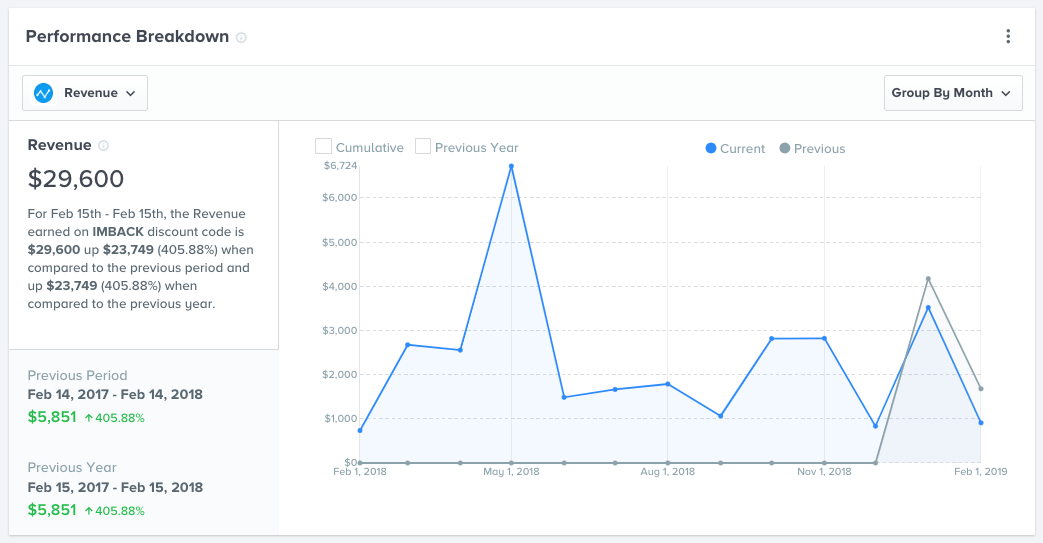 Performance Breakdown
Revenue
Group By Month
Revenue
$29,600
For Feb 15th - Feb 15th, the Revenue
earned on IMBACK discount code is
$29,600 up $23,749 (405.88%) when
compared to the previous period and
up $23,749 (405.88%) when
compared to the previous year.
Previous Period
Feb 14, 2017 - Feb 14, 2018
$5,851 ↑405.88%
Previous Year
Feb 15, 2017 - Feb 15, 2018
$5,851 ↑405.88%
Cumulative Previous Year
Current Previous
$6,724
$6,000
$5,000
$4,000
$3,000
$2,000
$1,000
$0
Feb 1, 2018 May 1, 2018 Aug 1, 2018 Nov 1, 2018 Feb 1, 2019